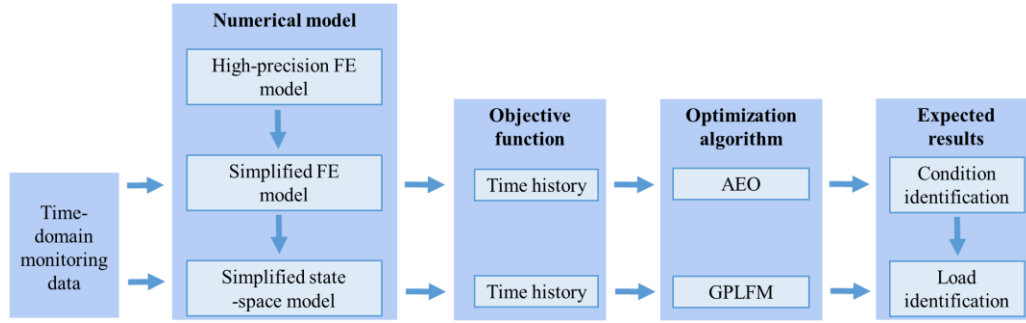 Time-
domain
monitoring
data
Numerical model
High-precision FE
model
Simplified FE
model
Simplified state
-space model
Objective
function
Time history
Time history
Optimization
algorithm
AEO
GPLFM
Expected
results
Condition
identification
Load
identification